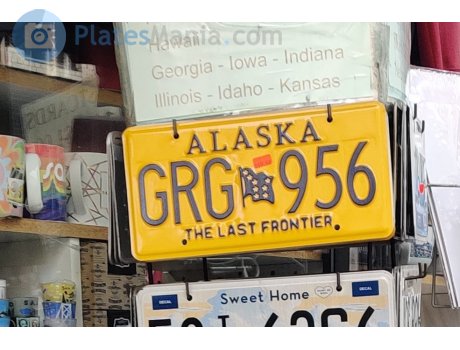 PlatesMania.com
Hawaii
Georgia - Iowa - Indiana
Illinois - Idaho - Kansas
ALASKA
GRG 956
THE LAST FRONTIER
DECAL Sweet Home DECAL